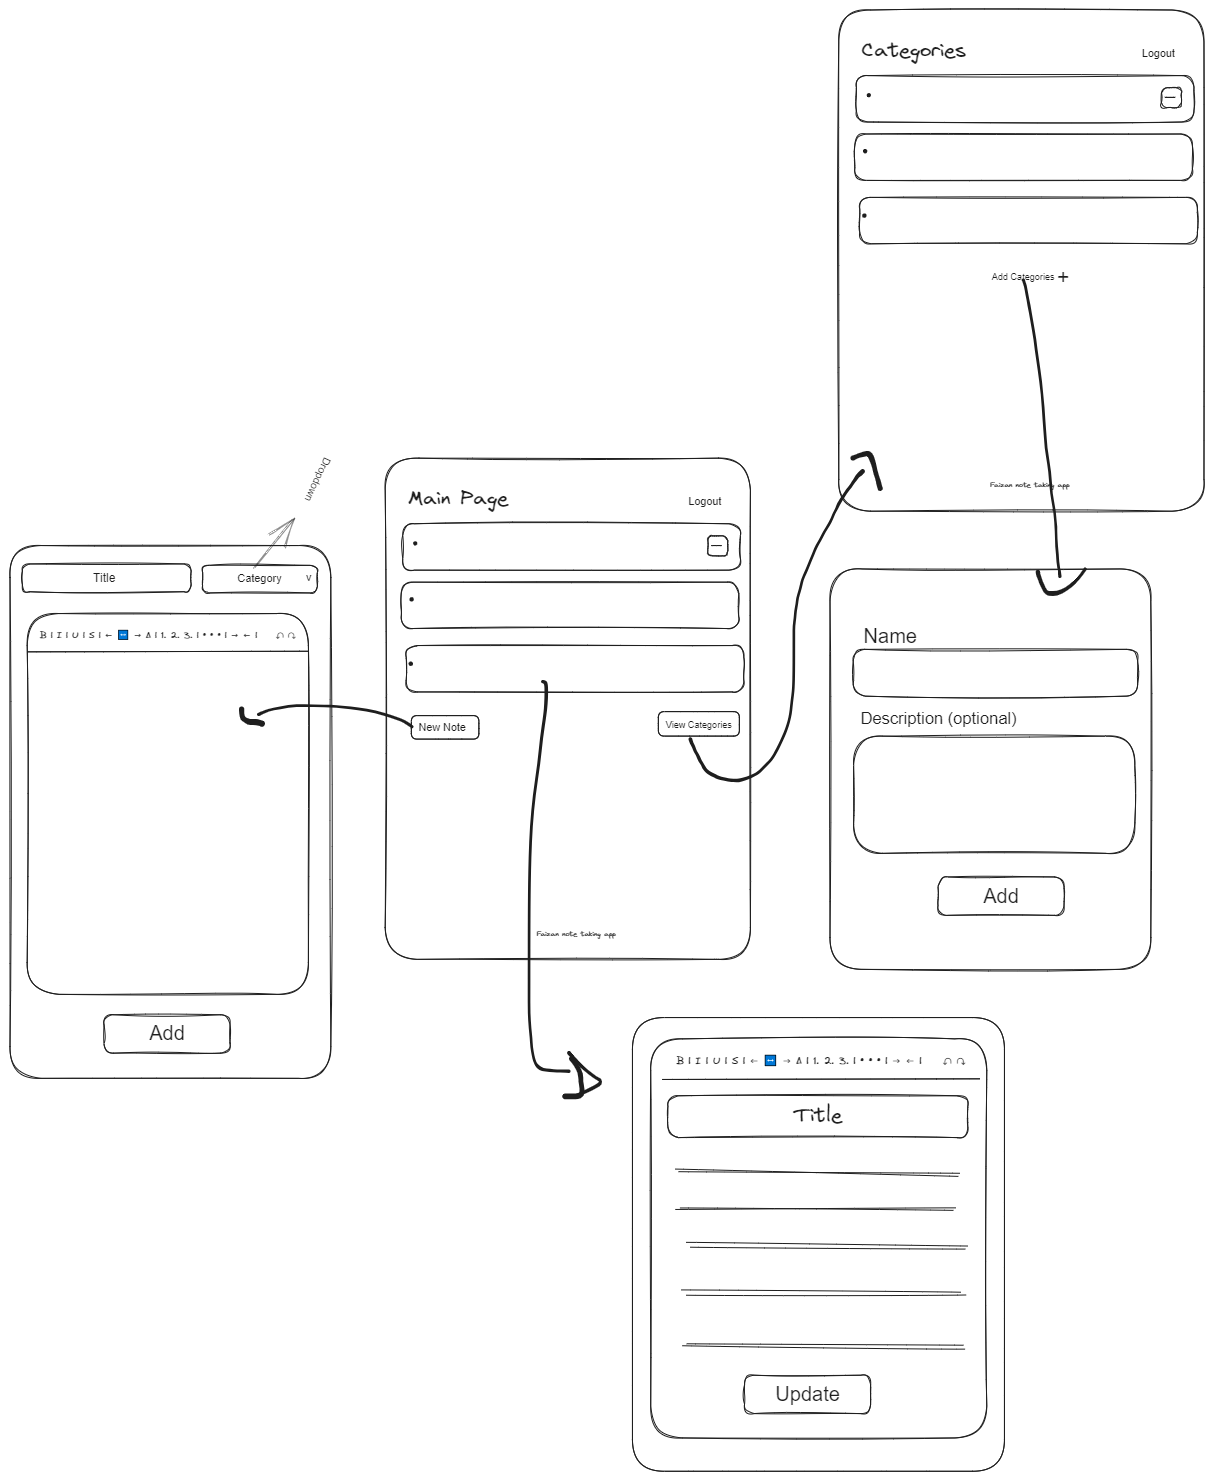 Categories
Logout
Add Categories +
Faizan note taking app
Dropdown
Title
Category v
B | I | U | S | ← ↔ → A | 1. 2. 3. | • • • | → ← |
Add
Main Page
Logout
New Note
View Categories
Faizan note taking app
Name
Description (optional)
Add
B | I | U | S | ← ↔ → A | 1. 2. 3. | • • • | → ← |
Title
Update